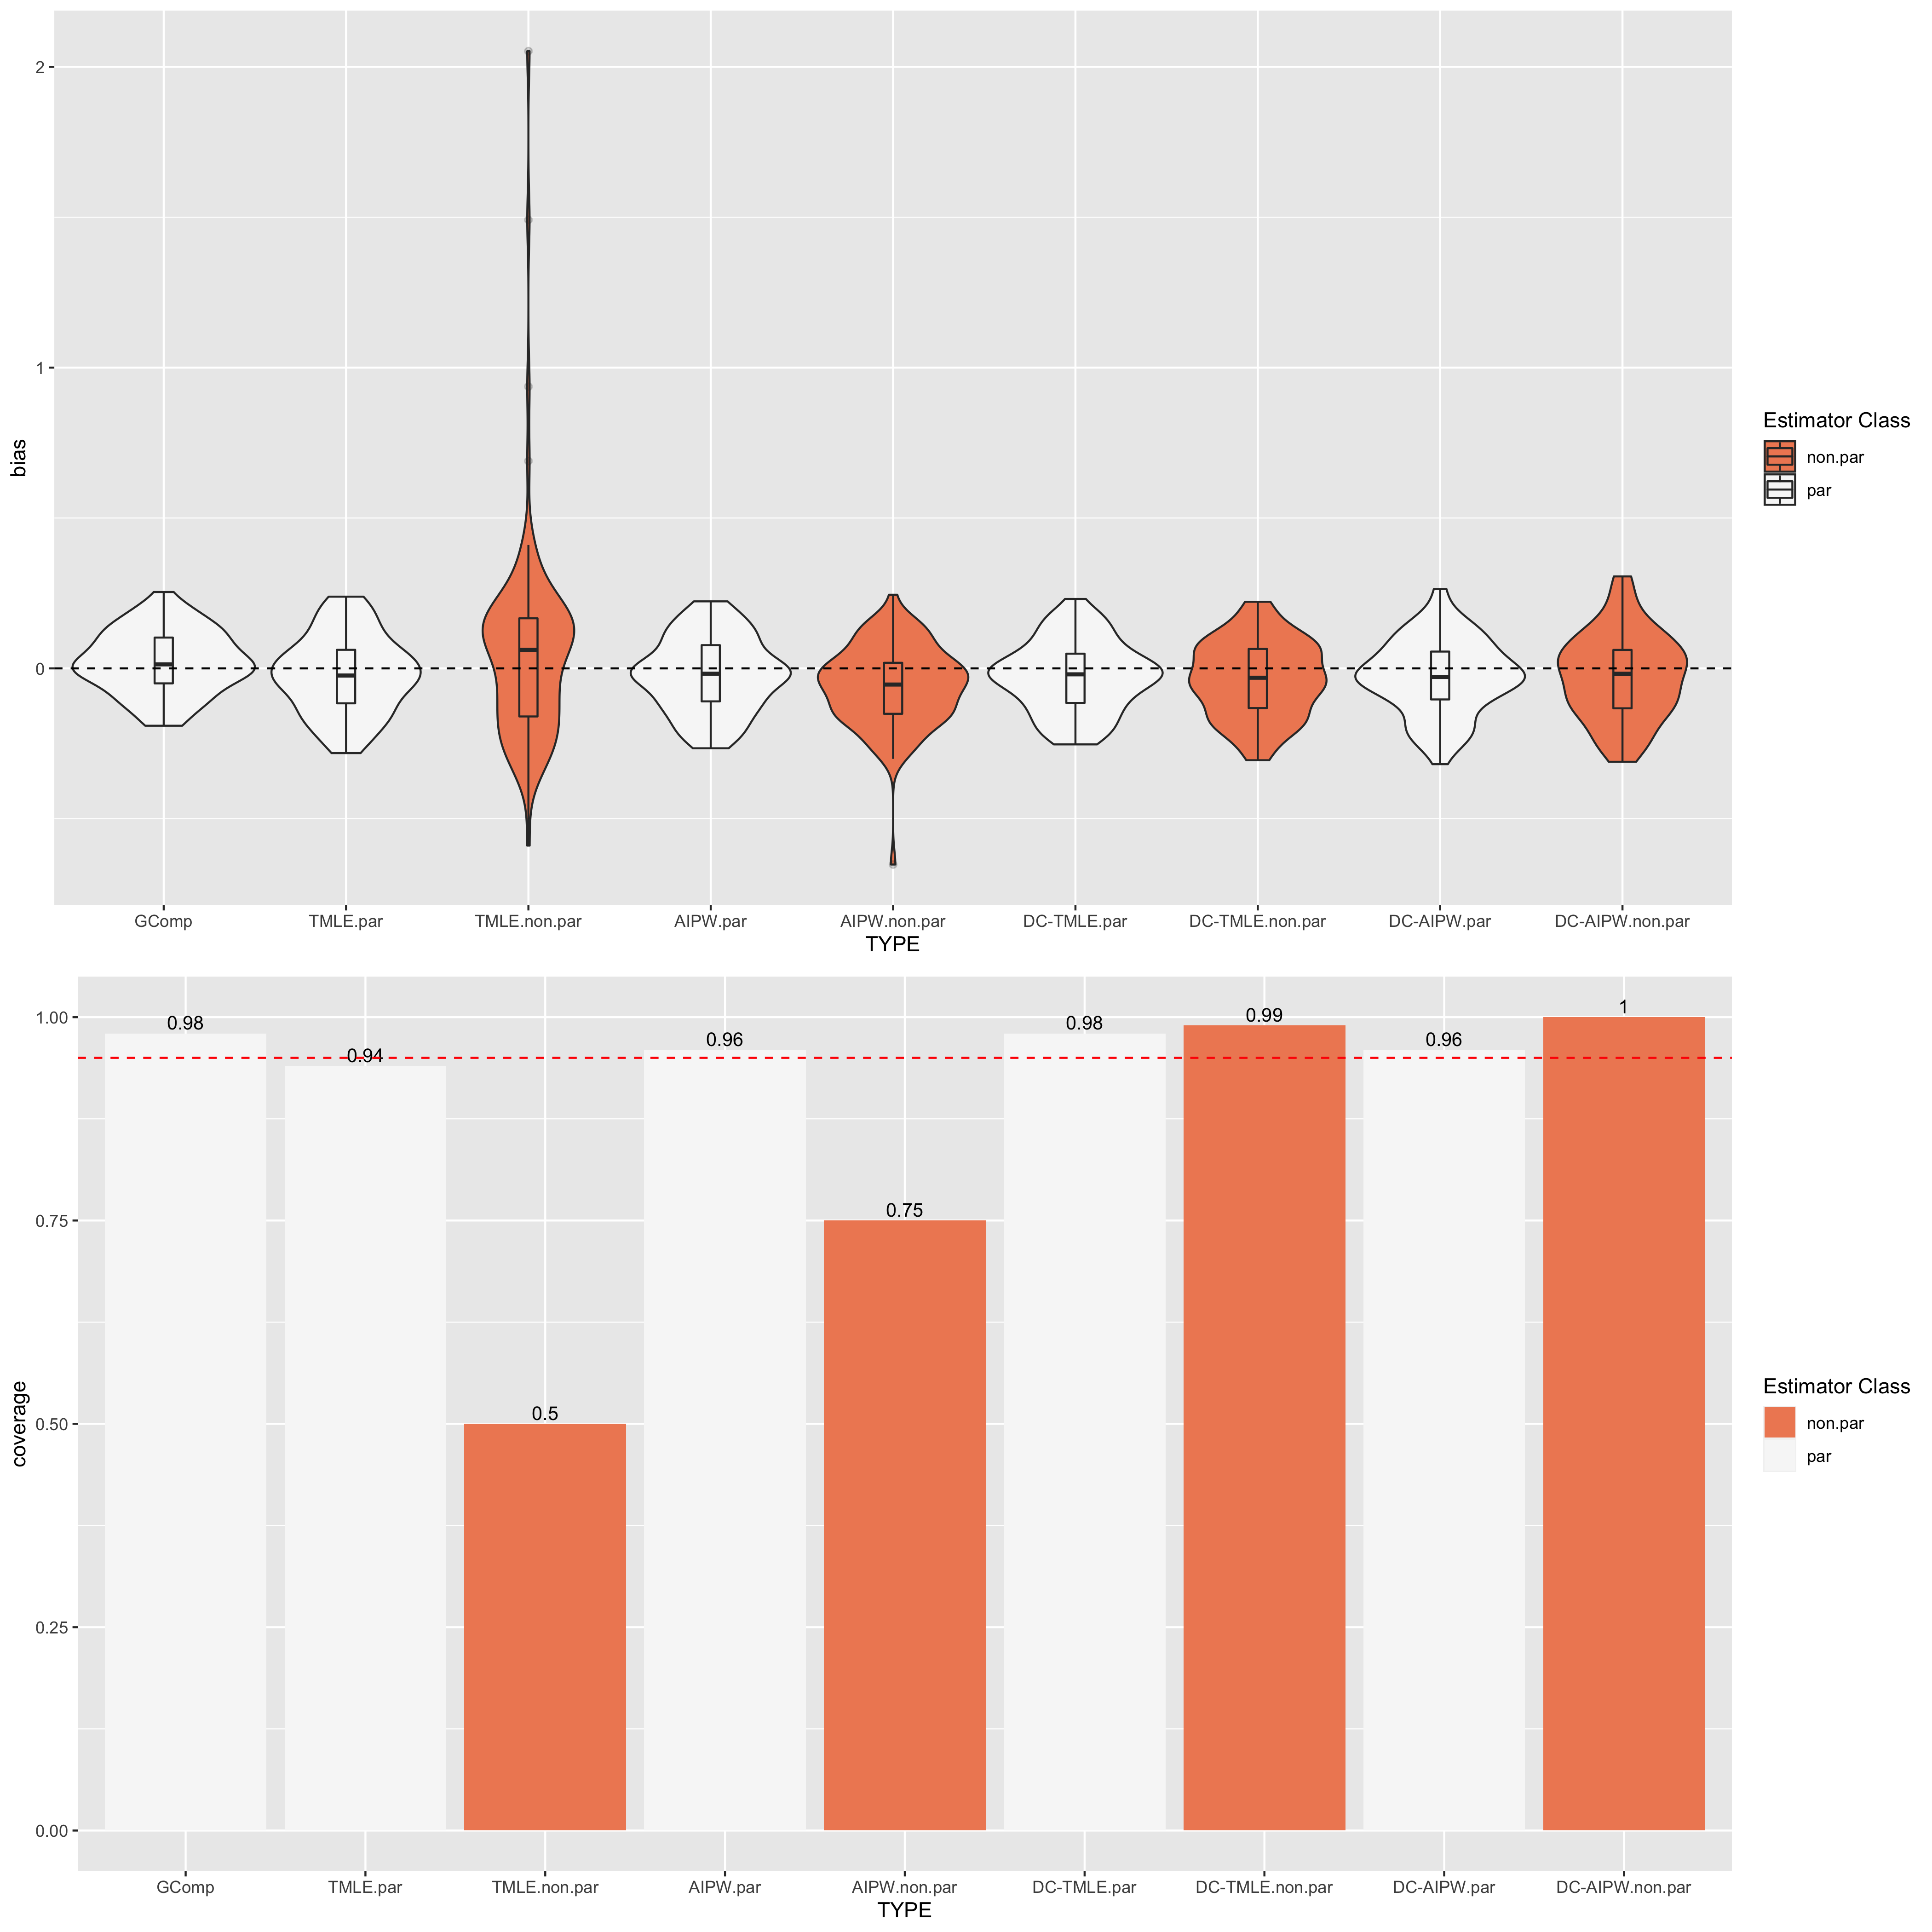 2
1
0
bias
GComp TMLE.par TMLE.non.par AIPW.par AIPW.non.par DC-TMLE.par DC-TMLE.non.par DC-AIPW.par DC-AIPW.non.par
TYPE
Estimator Class
non.par
par
1.00
0.75
0.50
0.25
0.00
coverage
0.98 0.94 0.5 0.96 0.75 0.98 0.99 0.96 1
GComp TMLE.par TMLE.non.par AIPW.par AIPW.non.par DC-TMLE.par DC-TMLE.non.par DC-AIPW.par DC-AIPW.non.par
TYPE
Estimator Class
non.par
par